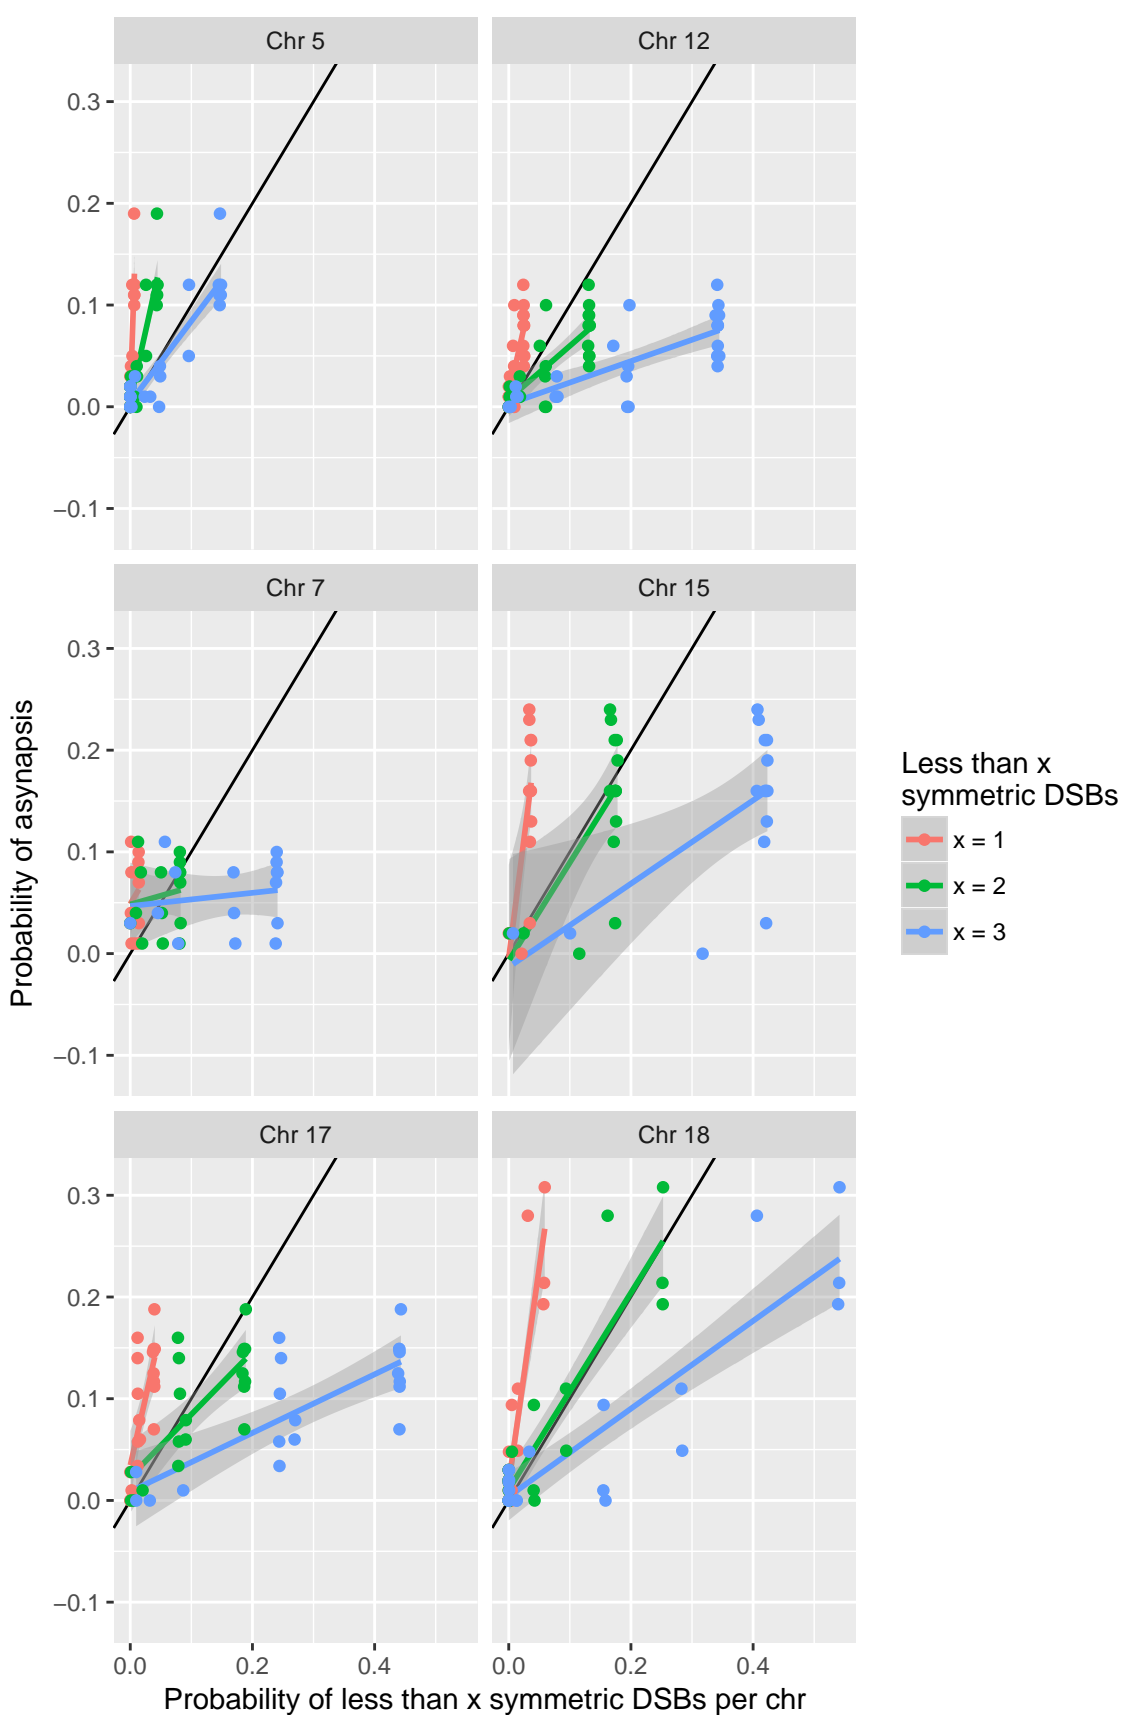 Chr 5
Chr 12
0.3
0.2
0.1
0.0
−0.1
Chr 7
Chr 15
0.3
0.2
0.1
0.0
−0.1
Chr 17
Chr 18
0.3
0.2
0.1
0.0
−0.1
0.0
0.2
0.4
0.0
0.2
0.4
Probability of less than x symmetric DSBs per chr
Probability of asynapsis
Less than x
symmetric DSBs
x = 1
x = 2
x = 3